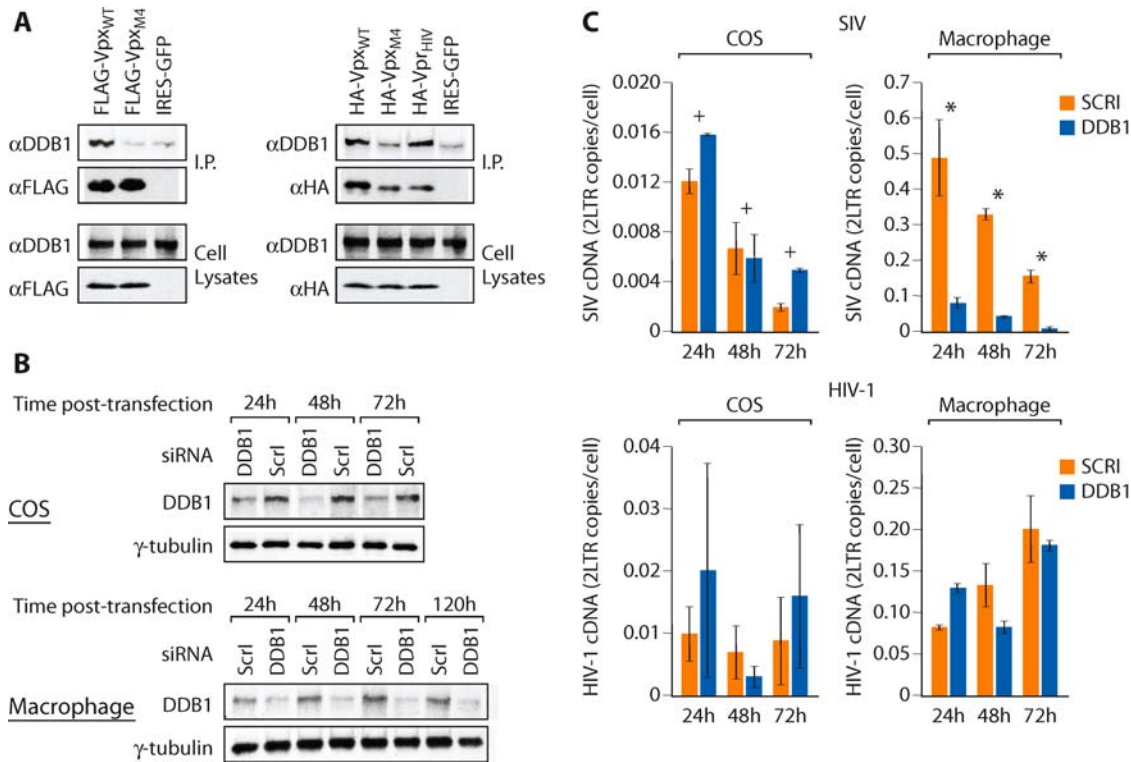 A
FLAG-VpxWT
FLAG-VpxM4
IRES-GFP
αDDB1
αFLAG
I.P.
αDDB1
αFLAG
Cell
Lysates
HA-VpxWT
HA-VpxM4
HA-VprHIV
IRES-GFP
αDDB1
αHA
I.P.
αDDB1
αHA
Cell
Lysates
B
Time post-transfection 24h 48h 72h
siRNA DDB1 Scrl DDB1 Scrl DDB1 Scrl
DDB1
COS
γ-tubulin
Time post-transfection 24h 48h 72h 120h
siRNA Scrl DDB1 Scrl DDB1 Scrl DDB1 Scrl DDB1
DDB1
Macrophage
γ-tubulin
C
SIV
COS
SIV cDNA (2LTR copies/cell)
0.020
0.016
0.012
0.008
0.004
0
+
+
+
24h 48h 72h
Macrophage
SIV cDNA (2LTR copies/cell)
0.7
0.6
0.5
0.4
0.3
0.2
0.1
0
*
*
*
24h 48h 72h
SCRI
DDB1
HIV-1
COS
HIV-1 cDNA (2LTR copies/cell)
0.04
0.03
0.02
0.01
0
24h 48h 72h
Macrophage
HIV-1 cDNA (2LTR copies/cell)
0.30
0.25
0.20
0.15
0.10
0.05
0
24h 48h 72h
SCRI
DDB1